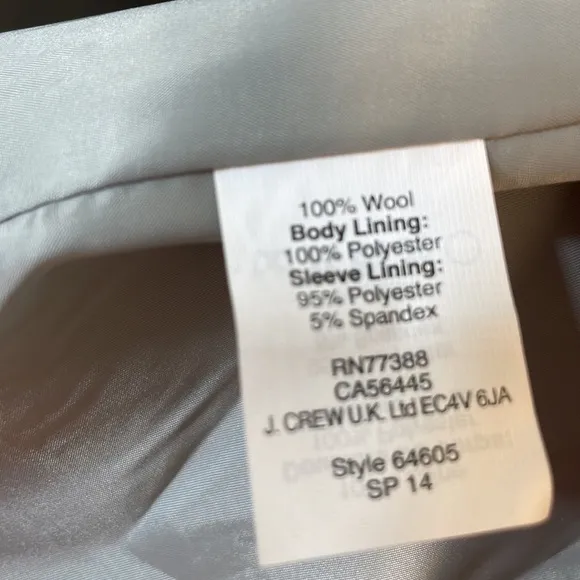 100% Wool
Body Lining:
100% Polyester
Sleeve Lining:
95% Polyester
5% Spandex
RN77388
CA56445
J. CREW U.K. Ltd EC4V 6JA
Style 64605
SP 14